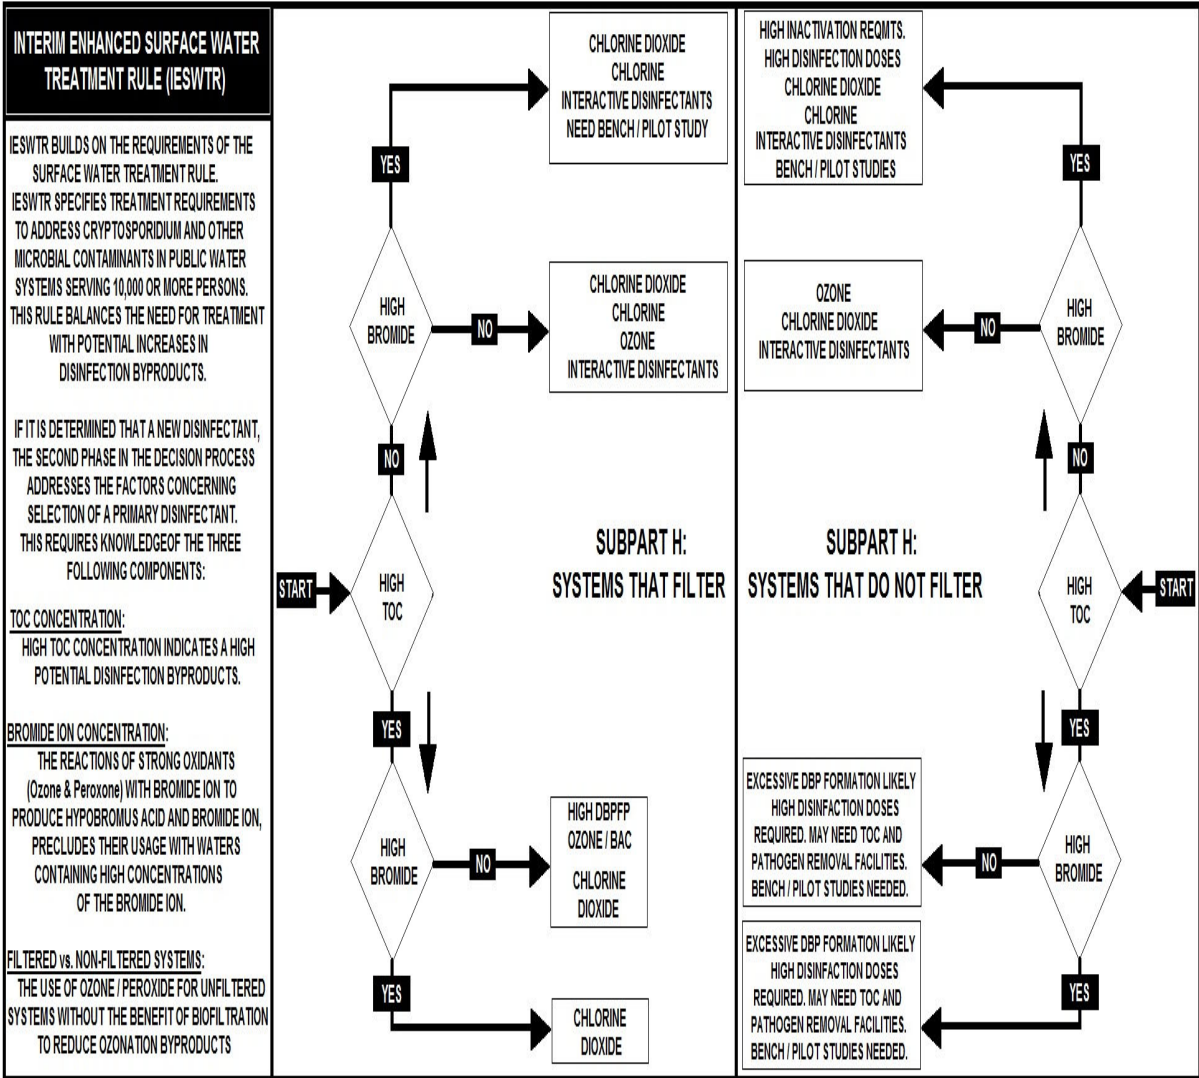 INTERIM ENHANCED SURFACE WATER
TREATMENT RULE (IESWTR)
IESWTR BUILDS ON THE REQUIREMENTS OF THE
SURFACE WATER TREATMENT RULE.
IESWTR SPECIFIES TREATMENT REQUIREMENTS
TO ADDRESS CRYPTOSPORIDIUM AND OTHER
MICROBIAL CONTAMINANTS IN PUBLIC WATER
SYSTEMS SERVING 10,000 OR MORE PERSONS.
THIS RULE BALANCES THE NEED FOR TREATMENT
WITH POTENTIAL INCREASES IN
DISINFECTION BYPRODUCTS.
IF IT IS DETERMINED THAT A NEW DISINFECTANT,
THE SECOND PHASE IN THE DECISION PROCESS
ADDRESSES THE FACTORS CONCERNING
SELECTION OF A PRIMARY DISINFECTANT.
THIS REQUIRES KNOWLEDGEOF THE THREE
FOLLOWING COMPONENTS:
TOC CONCENTRATION:
HIGH TOC CONCENTRATION INDICATES A HIGH
POTENTIAL DISINFECTION BYPRODUCTS.
BROMIDE ION CONCENTRATION:
THE REACTIONS OF STRONG OXIDANTS
(Ozone & Peroxone) WITH BROMIDE ION TO
PRODUCE HYPOBROMUS ACID AND BROMIDE ION,
PRECLUDES THEIR USAGE WITH WATERS
CONTAINING HIGH CONCENTRATIONS
OF THE BROMIDE ION.
FILTERED vs. NON-FILTERED SYSTEMS:
THE USE OF OZONE / PEROXIDE FOR UNFILTERED
SYSTEMS WITHOUT THE BENEFIT OF BIOFILTRATION
TO REDUCE OZONATION BYPRODUCTS
CHLORINE DIOXIDE
CHLORINE
INTERACTIVE DISINFECTANTS
NEED BENCH / PILOT STUDY
YES
HIGH
BROMIDE
NO
CHLORINE DIOXIDE
CHLORINE
OZONE
INTERACTIVE DISINFECTANTS
NO
START
HIGH
TOC
SUBPART H:
SYSTEMS THAT FILTER
YES
HIGH
BROMIDE
NO
HIGH DBPFP
OZONE / BAC
CHLORINE
DIOXIDE
YES
CHLORINE
DIOXIDE
HIGH INACTIVATION REQMTS.
HIGH DISINFECTION DOSES
CHLORINE DIOXIDE
CHLORINE
INTERACTIVE DISINFECTANTS
BENCH / PILOT STUDIES
YES
OZONE
CHLORINE DIOXIDE
INTERACTIVE DISINFECTANTS
NO
HIGH
BROMIDE
NO
SUBPART H:
SYSTEMS THAT DO NOT FILTER
HIGH
TOC
START
YES
EXCESSIVE DBP FORMATION LIKELY
HIGH DISINFACTION DOSES
REQUIRED. MAY NEED TOC AND
PATHOGEN REMOVAL FACILITIES.
BENCH / PILOT STUDIES NEEDED.
NO
HIGH
BROMIDE
EXCESSIVE DBP FORMATION LIKELY
HIGH DISINFACTION DOSES
REQUIRED. MAY NEED TOC AND
PATHOGEN REMOVAL FACILITIES.
BENCH / PILOT STUDIES NEEDED.
YES